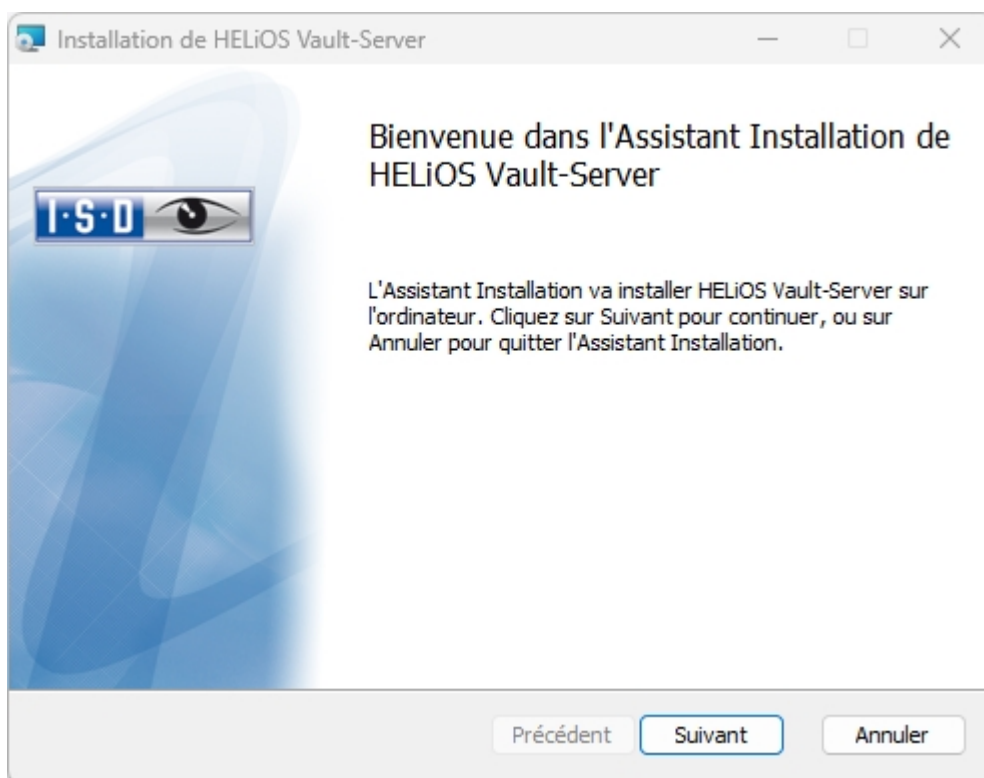 Installation de HELiOS Vault-Server
Bienvenue dans l'Assistant Installation de
HELiOS Vault-Server
I·S·D
L'Assistant Installation va installer HELiOS Vault-Server sur
l'ordinateur. Cliquez sur Suivant pour continuer, ou sur
Annuler pour quitter l'Assistant Installation.
Précédent
Suivant
Annuler